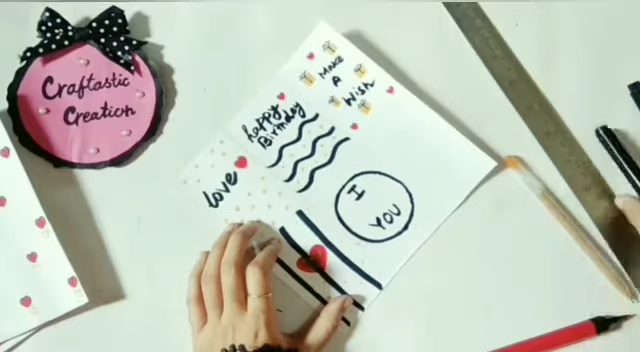 Craftastic
Creation
MAKE
A
Wish
happy
Birthday
love
I
YOU